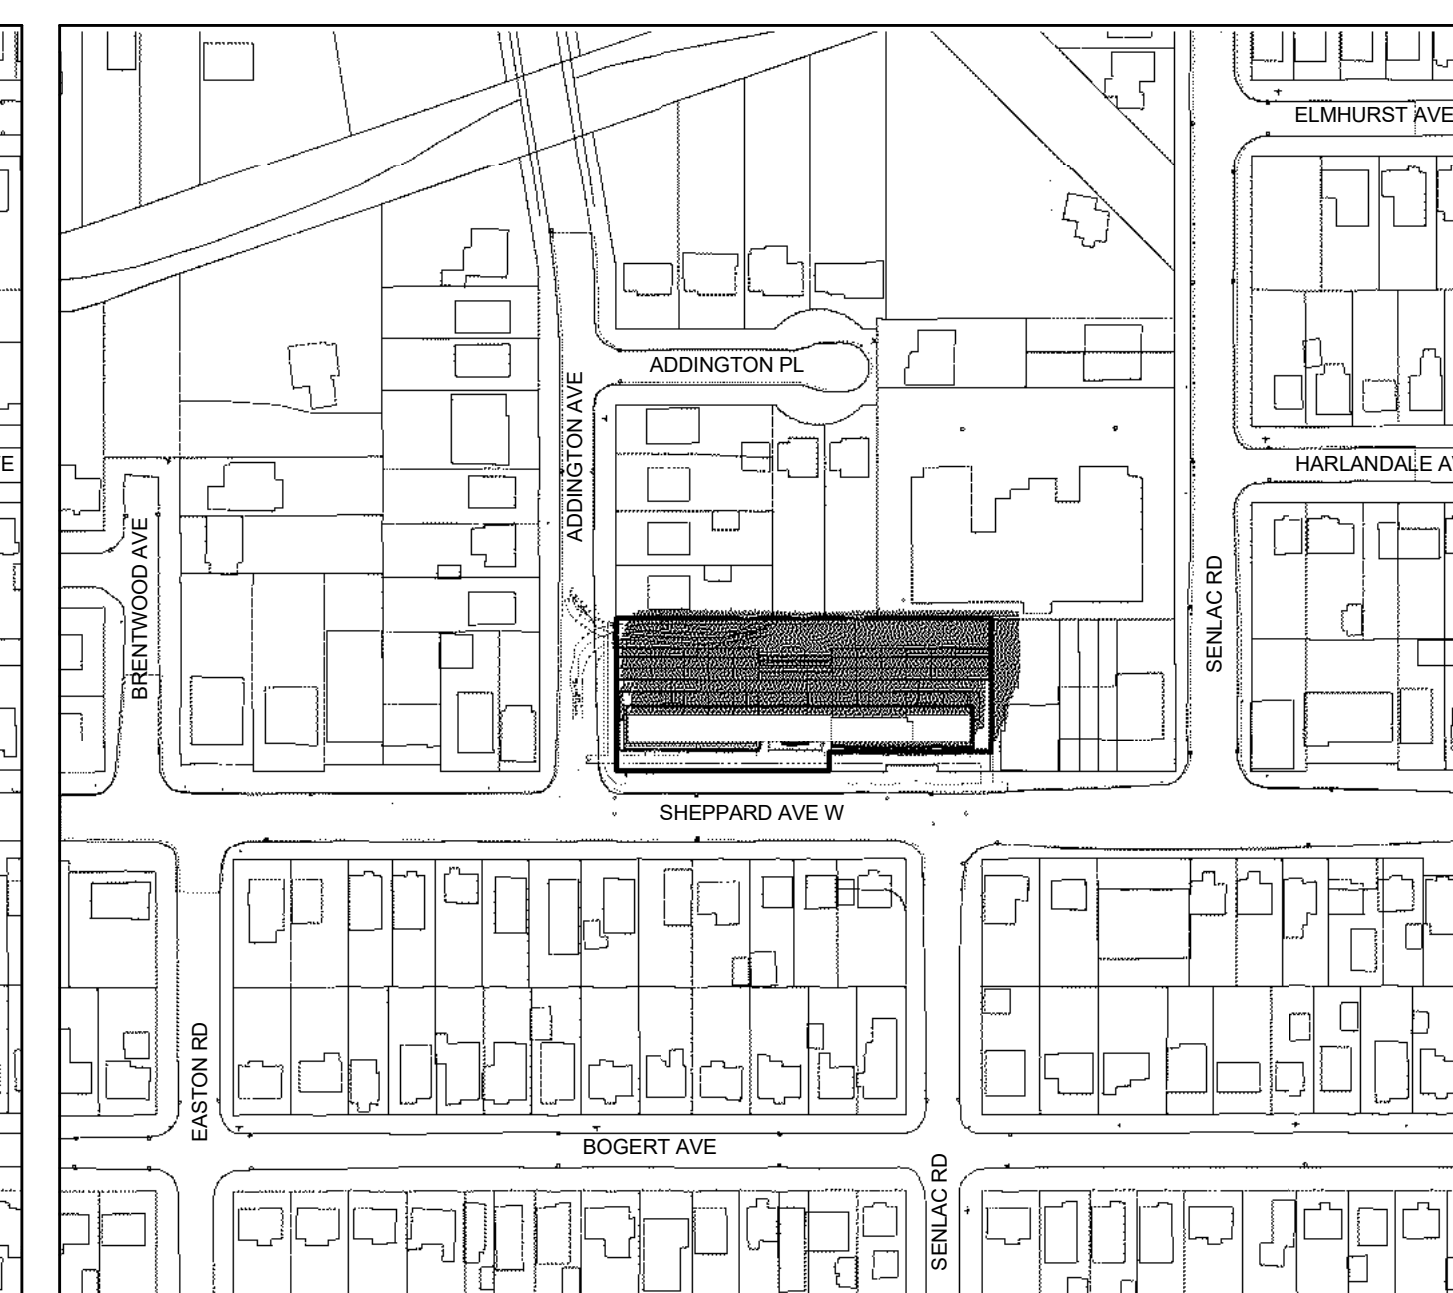 ELMHURST AVE
ADDINGTON PL
ADDINGTON AVE
E
HARLANDALE AV
BRENTWOOD AVE
SENLAC RD
SHEPPARD AVE W
EASTON RD
BOGERT AVE
SENLAC RD